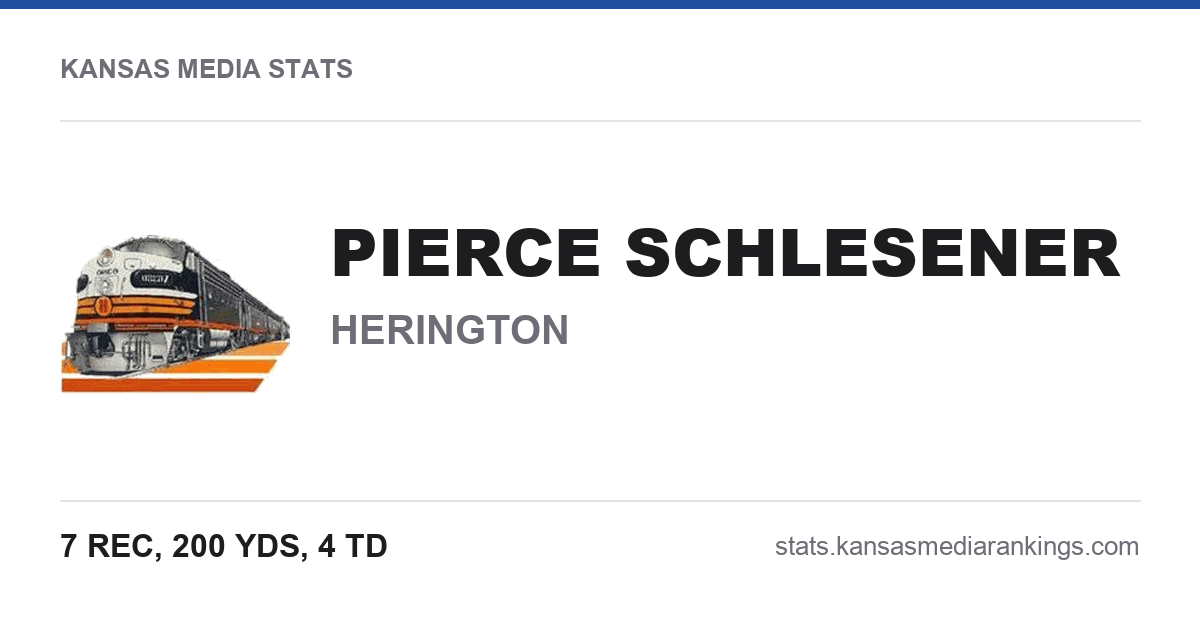 KANSAS MEDIA STATS
PIERCE SCHLESENER
HERINGTON
7 REC, 200 YDS, 4 TD
stats.kansasmediarankings.com